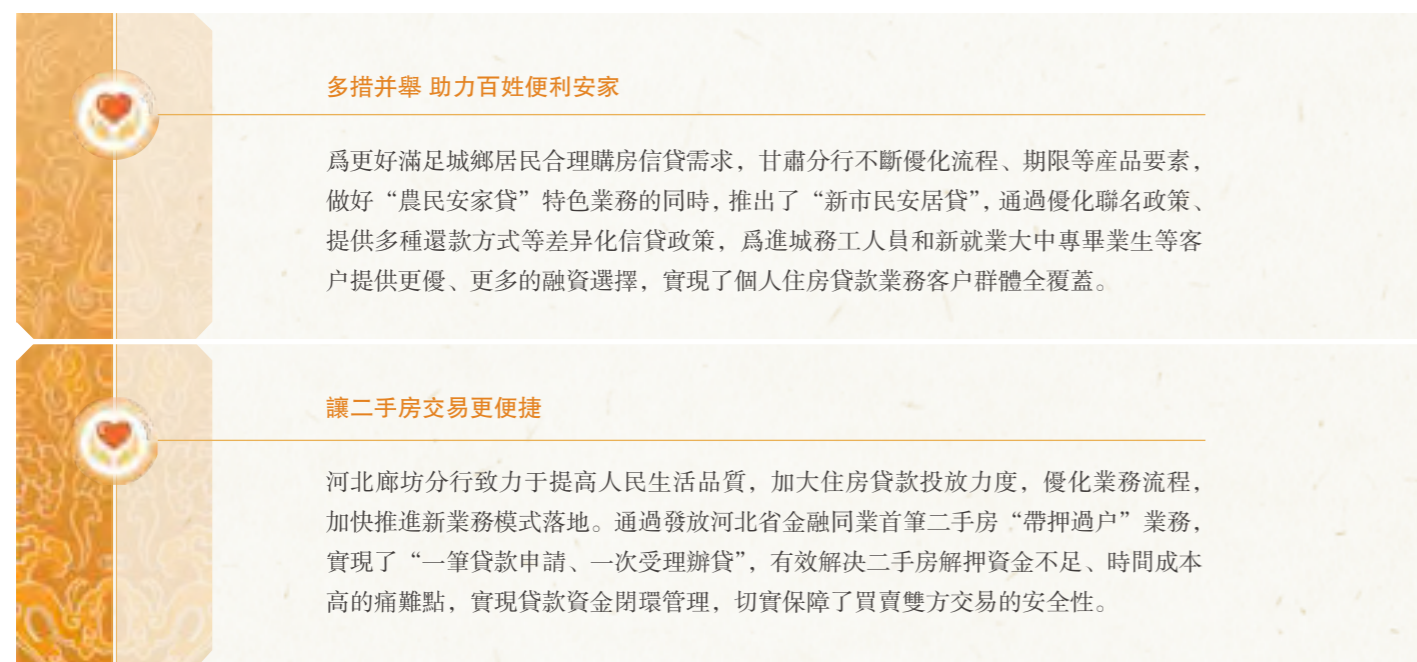 多措并舉 助力百姓便利安家
爲更好滿足城鄉居民合理購房信貸需求，甘肅分行不斷優化流程、期限等産品要素，
做好“農民安家貸”特色業務的同時，推出了“新市民安居貸”，通過優化聯名政策、
提供多種還款方式等差异化信貸政策，爲進城務工人員和新就業大中專畢業生等客
户提供更優、更多的融資選擇，實現了個人住房貸款業務客户群體全覆蓋。
讓二手房交易更便捷
河北廊坊分行致力于提高人民生活品質，加大住房貸款投放力度，優化業務流程，
加快推進新業務模式落地。通過發放河北省金融同業首筆二手房“帶押過户”業務，
實現了“一筆貸款申請、一次受理辦貸”，有效解决二手房解押資金不足、時間成本
高的痛難點，實現貸款資金閉環管理，切實保障了買賣雙方交易的安全性。